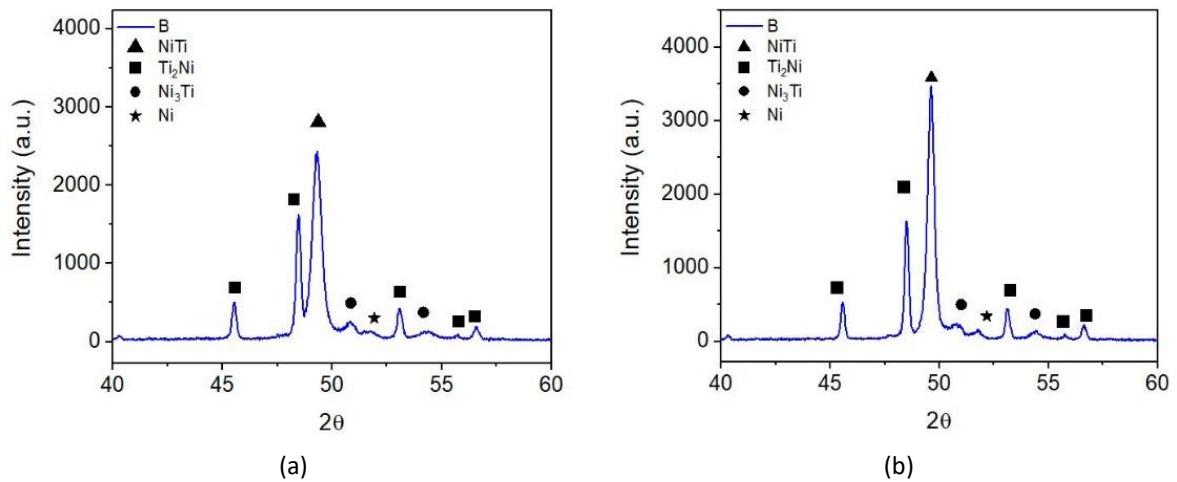 B
NiTi
Ti₂Ni
Ni₃Ti
Ni
Intensity (a.u.)
4000
3000
2000
1000
0
40 45 50 55 60
2θ
(a)
B
NiTi
Ti₂Ni
Ni₃Ti
Ni
Intensity (a.u.)
4000
3000
2000
1000
0
40 45 50 55 60
2θ
(b)